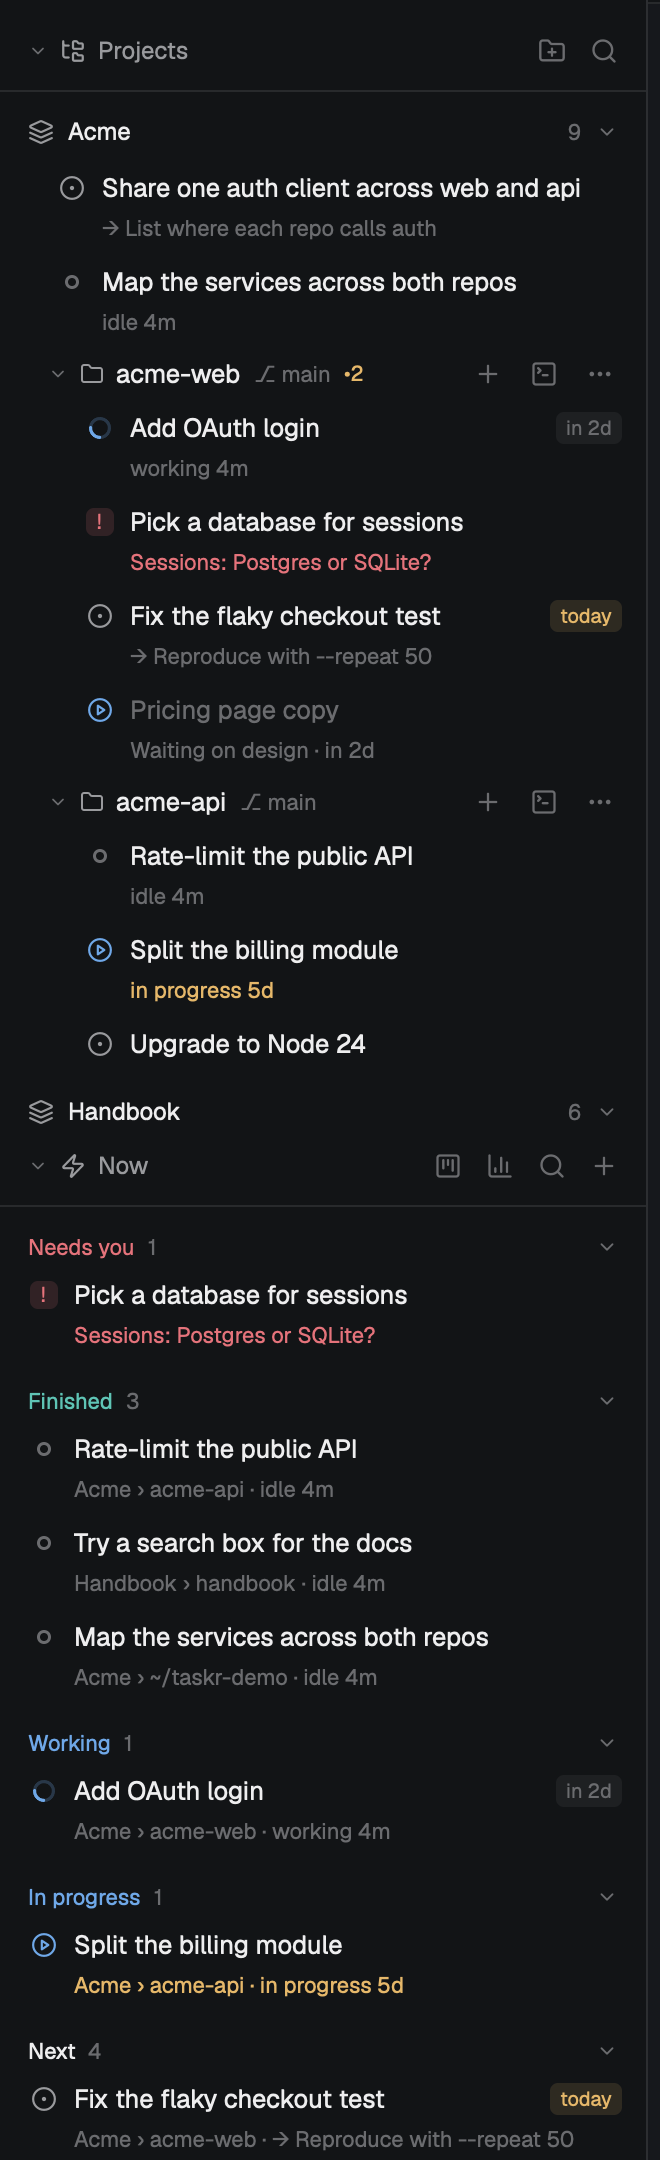 Projects
Acme 9
Share one auth client across web and api
→ List where each repo calls auth
Map the services across both repos
idle 4m
acme-web main •2
Add OAuth login in 2d
working 4m
! Pick a database for sessions
Sessions: Postgres or SQLite?
Fix the flaky checkout test today
→ Reproduce with --repeat 50
Pricing page copy
Waiting on design · in 2d
acme-api main
Rate-limit the public API
idle 4m
Split the billing module
in progress 5d
Upgrade to Node 24
Handbook 6
Now
Needs you 1
! Pick a database for sessions
Sessions: Postgres or SQLite?
Finished 3
Rate-limit the public API
Acme › acme-api · idle 4m
Try a search box for the docs
Handbook › handbook · idle 4m
Map the services across both repos
Acme › ~/taskr-demo · idle 4m
Working 1
Add OAuth login in 2d
Acme › acme-web · working 4m
In progress 1
Split the billing module
Acme › acme-api · in progress 5d
Next 4
Fix the flaky checkout test today
Acme › acme-web · → Reproduce with --repeat 50